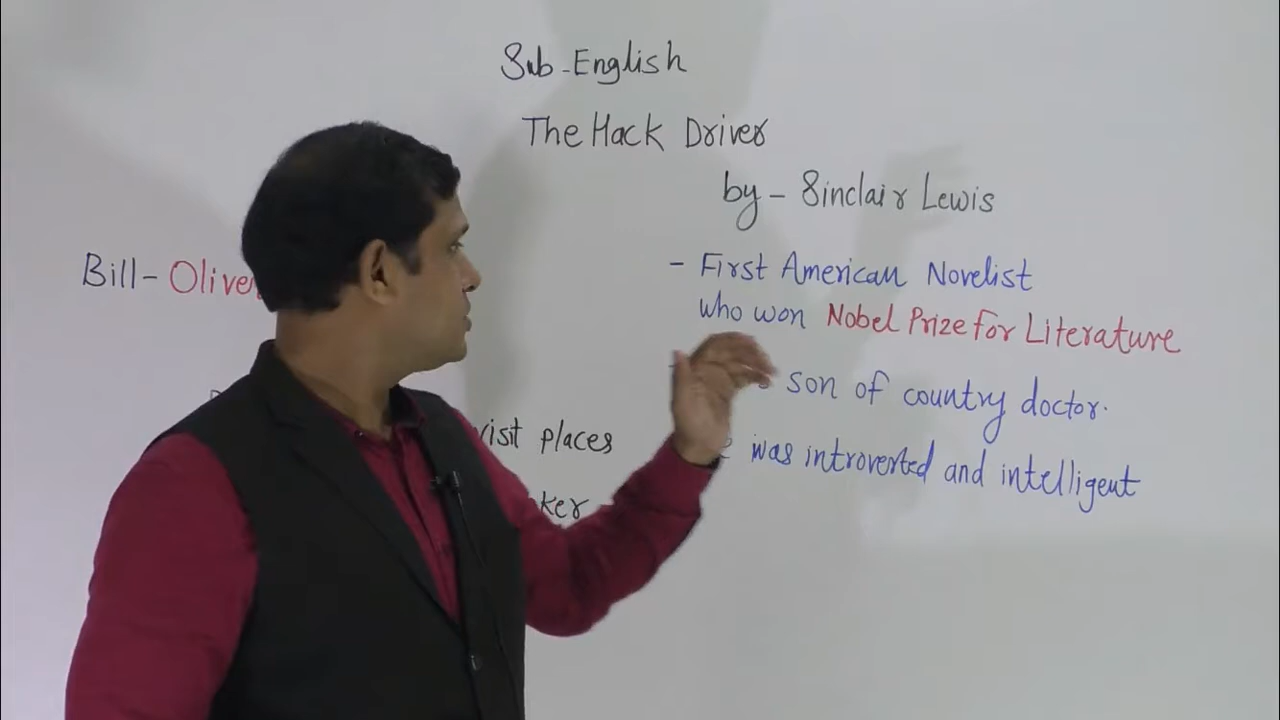 Sub-English
The Hack Driver
by - Sinclair Lewis
Bill - Olive
- First American Novelist
who won Nobel Prize for Literature
son of country doctor.
places
was introverted and intelligent